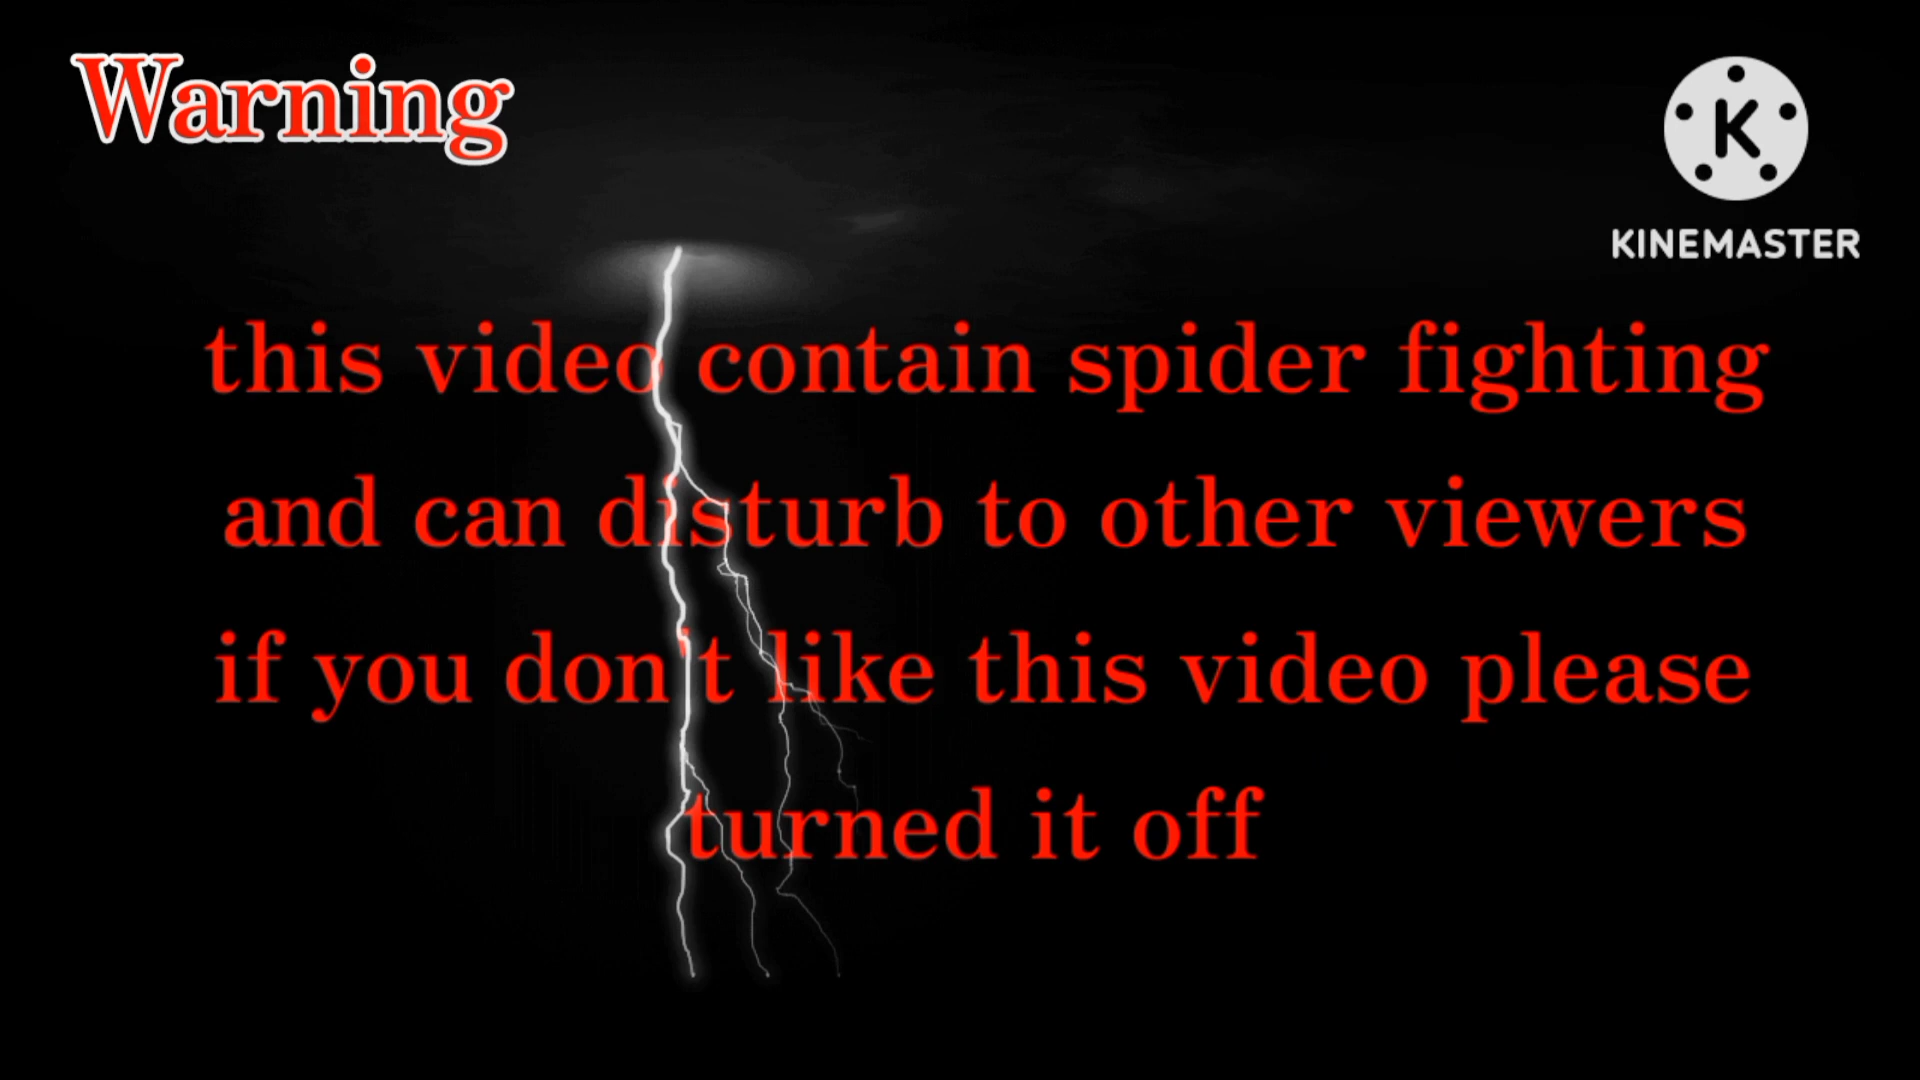 Warning
K
KINEMASTER
this video contain spider fighting
and can disturb to other viewers
if you don't like this video please
turned it off